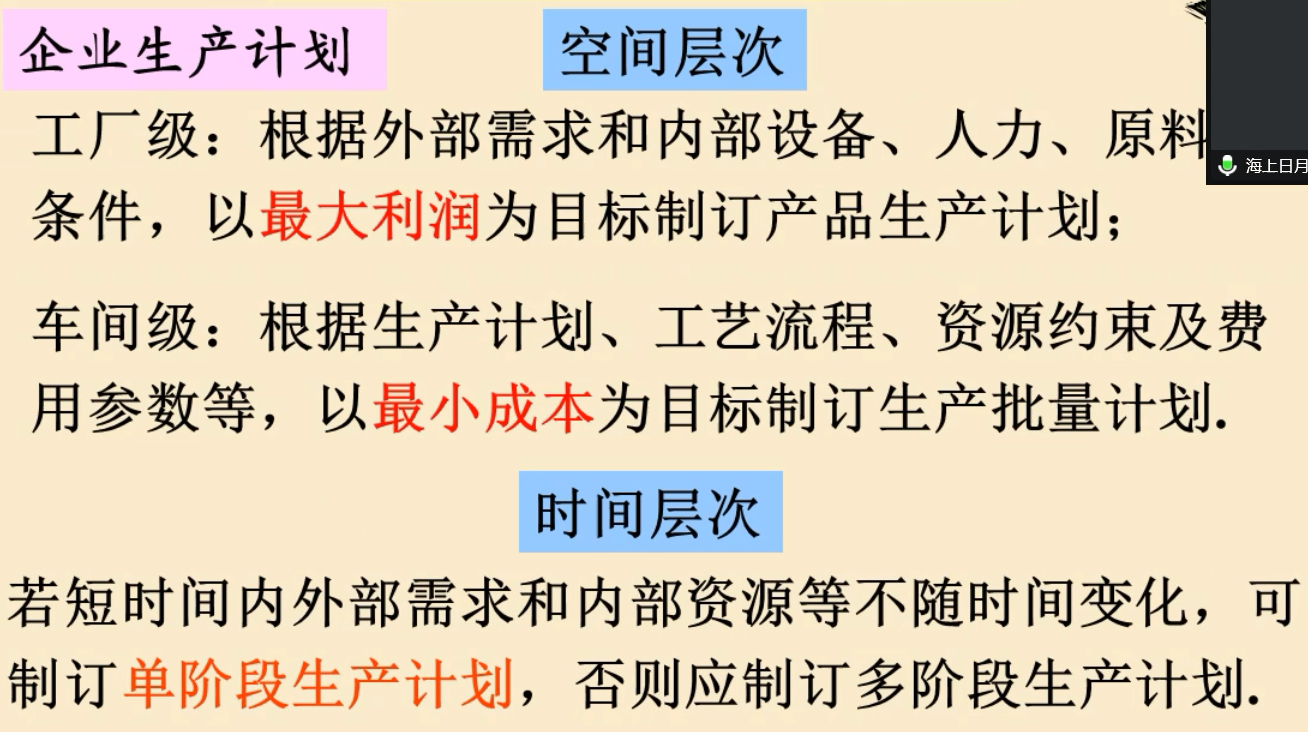 企业生产计划
空间层次
工厂级：根据外部需求和内部设备、人力、原料
条件，以最大利润为目标制订产品生产计划；
车间级：根据生产计划、工艺流程、资源约束及费
用参数等，以最小成本为目标制订生产批量计划.
时间层次
若短时间内外部需求和内部资源等不随时间变化，可
制订单阶段生产计划，否则应制订多阶段生产计划.
海上日月